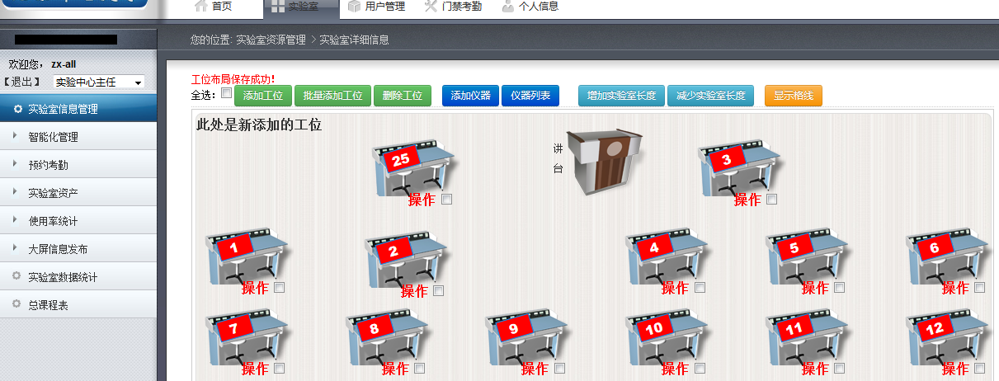 首页 实验室 用户管理 门禁考勤 个人信息
您的位置: 实验室资源管理 > 实验室详细信息
欢迎您, zx-all
【退出】 实验中心主任
实验室信息管理
智能化管理
预约考勤
实验室资产
使用率统计
大屏信息发布
实验室数据统计
总课程表
工位布局保存成功!
全选: 添加工位 批量添加工位 删除工位 添加仪器 仪器列表 增加实验室长度 减少实验室长度 显示格线
此处是新添加的工位
讲
台
25 3
操作 操作
1 2 4 5 6
操作 操作 操作 操作 操作
7 8 9 10 11 12
操作 操作 操作 操作 操作 操作